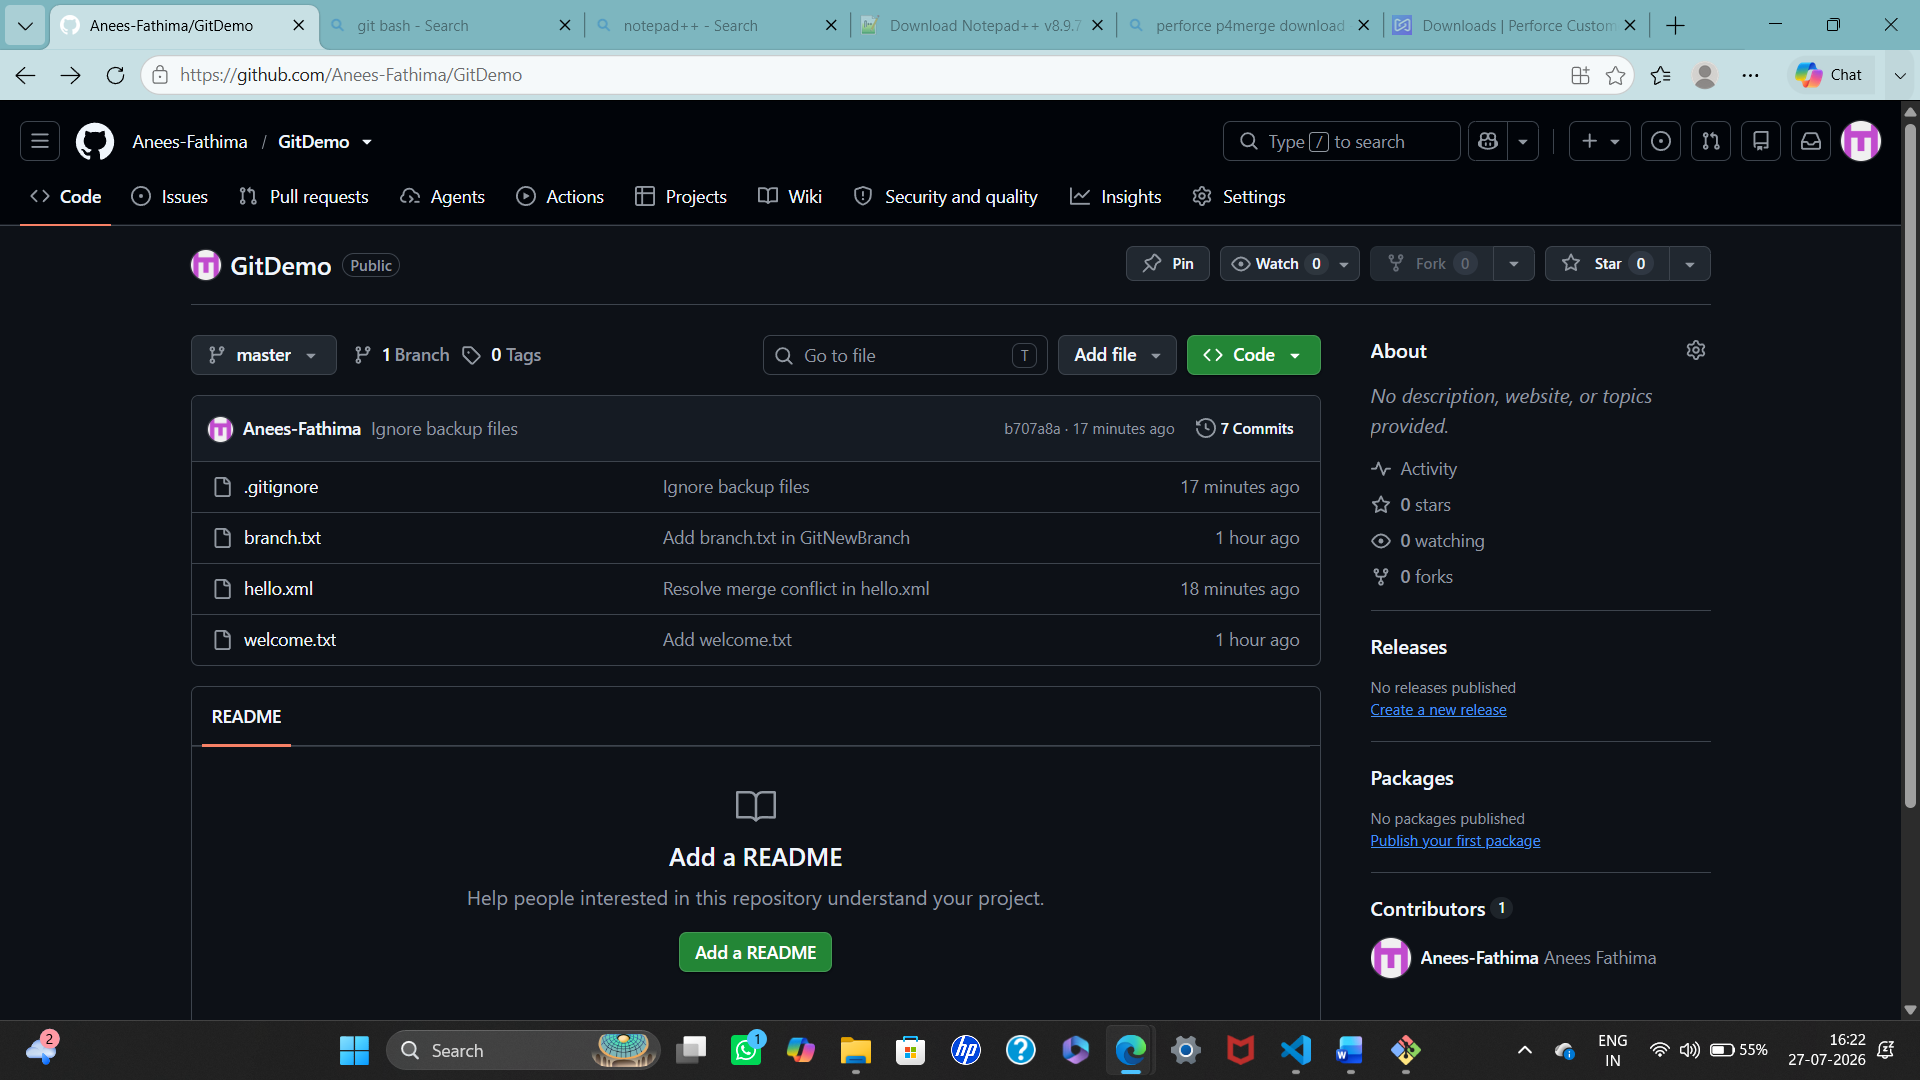 Anees-Fathima/GitDemo
git bash - Search
notepad++ - Search
Download Notepad++ v8.9.7
perforce p4merge download
Downloads | Perforce Custom
https://github.com/Anees-Fathima/GitDemo
Chat
Anees-Fathima / GitDemo
Type / to search
Code
Issues
Pull requests
Agents
Actions
Projects
Wiki
Security and quality
Insights
Settings
GitDemo
Public
Pin
Watch 0
Fork 0
Star 0
master
1 Branch
0 Tags
Go to file
T
Add file
Code
Anees-Fathima Ignore backup files
b707a8a · 17 minutes ago
7 Commits
.gitignore
Ignore backup files
17 minutes ago
branch.txt
Add branch.txt in GitNewBranch
1 hour ago
hello.xml
Resolve merge conflict in hello.xml
18 minutes ago
welcome.txt
Add welcome.txt
1 hour ago
README
Add a README
Help people interested in this repository understand your project.
Add a README
About
No description, website, or topics
provided.
Activity
0 stars
0 watching
0 forks
Releases
No releases published
Create a new release
Packages
No packages published
Publish your first package
Contributors 1
Anees-Fathima Anees Fathima
2
Search
1
hp
ENG
IN
55%
16:22
27-07-2026